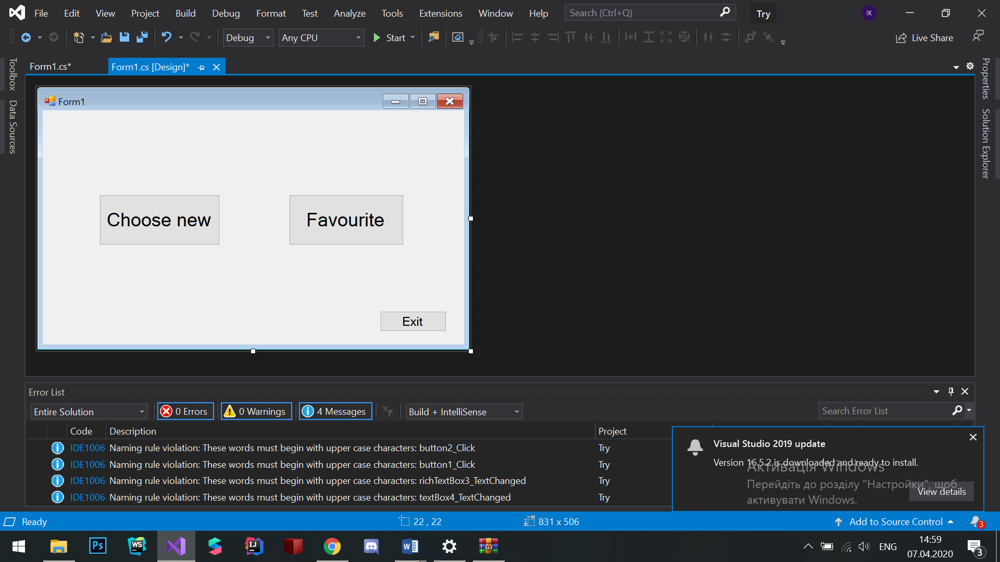 File Edit View Project Build Debug Format Test Analyze Tools Extensions Window Help Search (Ctrl+Q) Try IK
Debug Any CPU Start Live Share
Form1.cs* Form1.cs [Design]*
Toolbox
Data Sources
Properties
Solution Explorer
Form1
Choose new Favourite
Exit
Error List
Entire Solution 0 Errors 0 Warnings 4 Messages Build + IntelliSense Search Error List
Code Description Project
IDE1006 Naming rule violation: These words must begin with upper case characters: button2_Click Try
IDE1006 Naming rule violation: These words must begin with upper case characters: button1_Click Try
IDE1006 Naming rule violation: These words must begin with upper case characters: richTextBox3_TextChanged Try
IDE1006 Naming rule violation: These words must begin with upper case characters: textBox4_TextChanged Try
Visual Studio 2019 update
Version 16.5.2 is downloaded and ready to install.
View details
Активація Windows
Перейдіть до розділу "Настройки", щоб
активувати Windows.
Ready 22 , 22 831 x 506 Add to Source Control 3
Ps WS IJ W ENG 14:59
07.04.2020 3